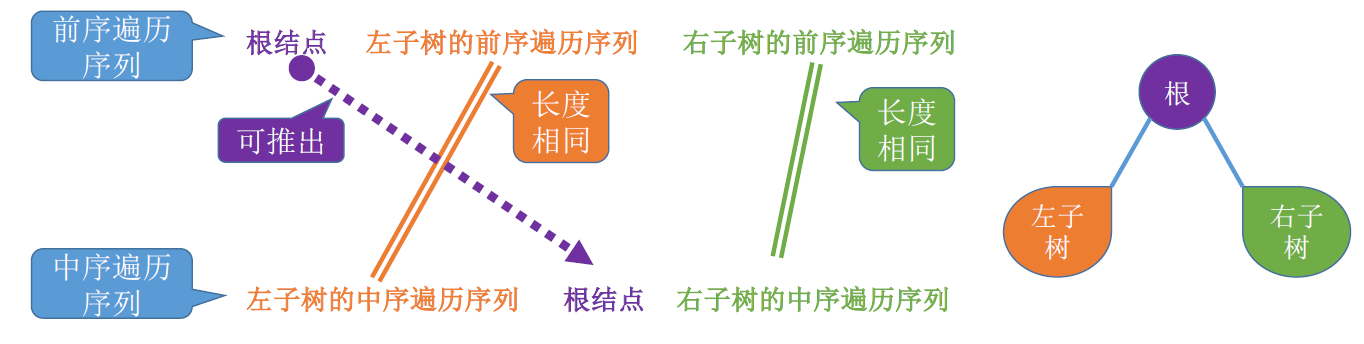 前序遍历
序列
根结点
左子树的前序遍历序列
右子树的前序遍历序列
可推出
长度
相同
长度
相同
根
左子
树
右子
树
中序遍历
序列
左子树的中序遍历序列
根结点
右子树的中序遍历序列